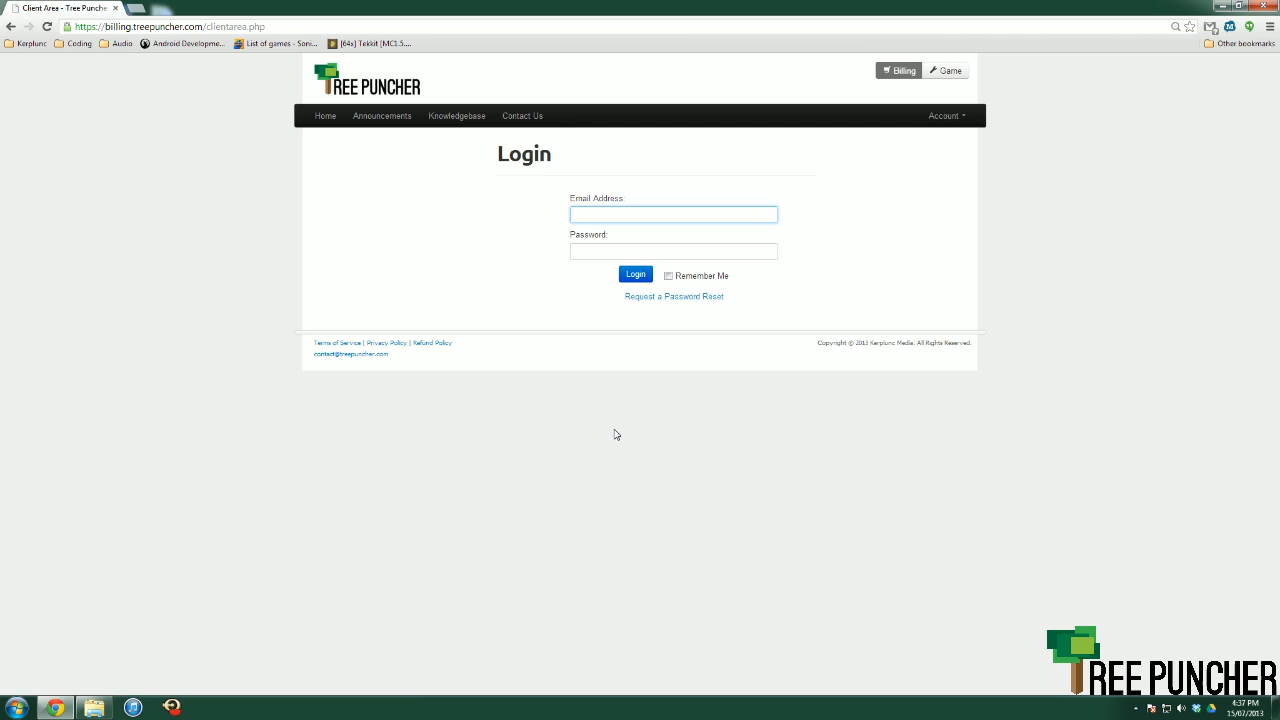 Client Area - Tree Punche
https://billing.treepuncher.com/clientarea.php
Kerplunc
Coding
Audio
Android Developme...
List of games - Soni...
[64x] Tekkit [MC1.5....
Other bookmarks
TREE PUNCHER
Billing
Game
Home
Announcements
Knowledgebase
Contact Us
Account
Login
Email Address:
Password:
Login
Remember Me
Request a Password Reset
Terms of Service | Privacy Policy | Refund Policy
Copyright © 2013 Kerplunc Media. All Rights Reserved.
contact@treepuncher.com
TREE PUNCHER
4:37 PM
15/07/2013